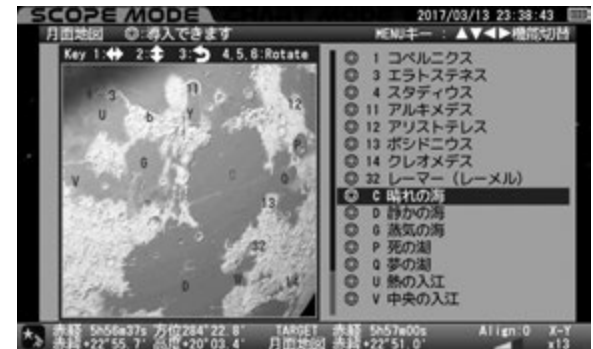 SCOPE MODE 2017/03/13 23:38:43
月面地図 ◎:導入できます MENUキー : ▲▼◀▶機能切替
Key 1:↔ 2:↕ 3:⮌ 4,5,6:Rotate
◎ 1 コペルニクス
◎ 3 エラトステネス
◎ 4 スタディウス
◎ 11 アルキメデス
◎ 12 アリストテレス
◎ 13 ポシドニウス
◎ 14 クレオメデス
◎ 32 レーマー (レーメル)
◎ C 晴れの海
◎ D 静かの海
◎ G 蒸気の海
◎ P 死の湖
◎ Q 夢の湖
◎ U 熱の入江
◎ V 中央の入江
3
11
12
U
b
Y
P
G
C
Q
V
13
32
D
14
赤経 5h56m37s 方位284°22.8' TARGET 赤経 5h57m00s Align:0 X-Y
赤緯+22°55.7' 高度+20°03.4' 月面地図 赤緯+22°51.0' x13